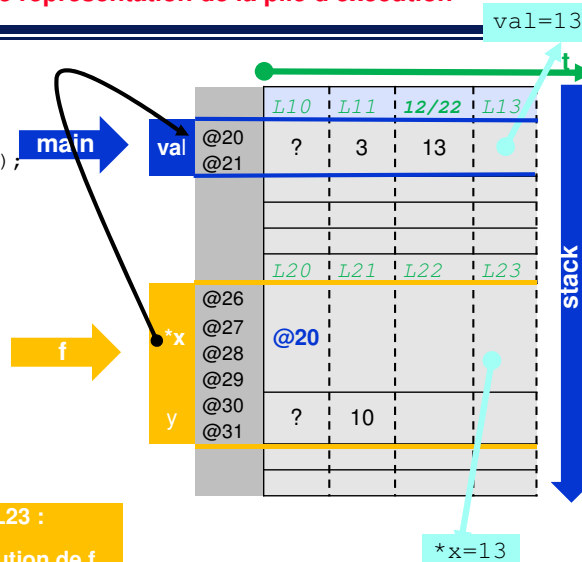 représentation de la pile d'exécution
val=13
t
L10 L11 12/22 L13
); main val @20 ? 3 13
@21
L20 L21 L22 L23
@26
@27
f *x @28 @20
@29
y @30 ? 10
@31
stack
L23 :
ution de f
*x=13